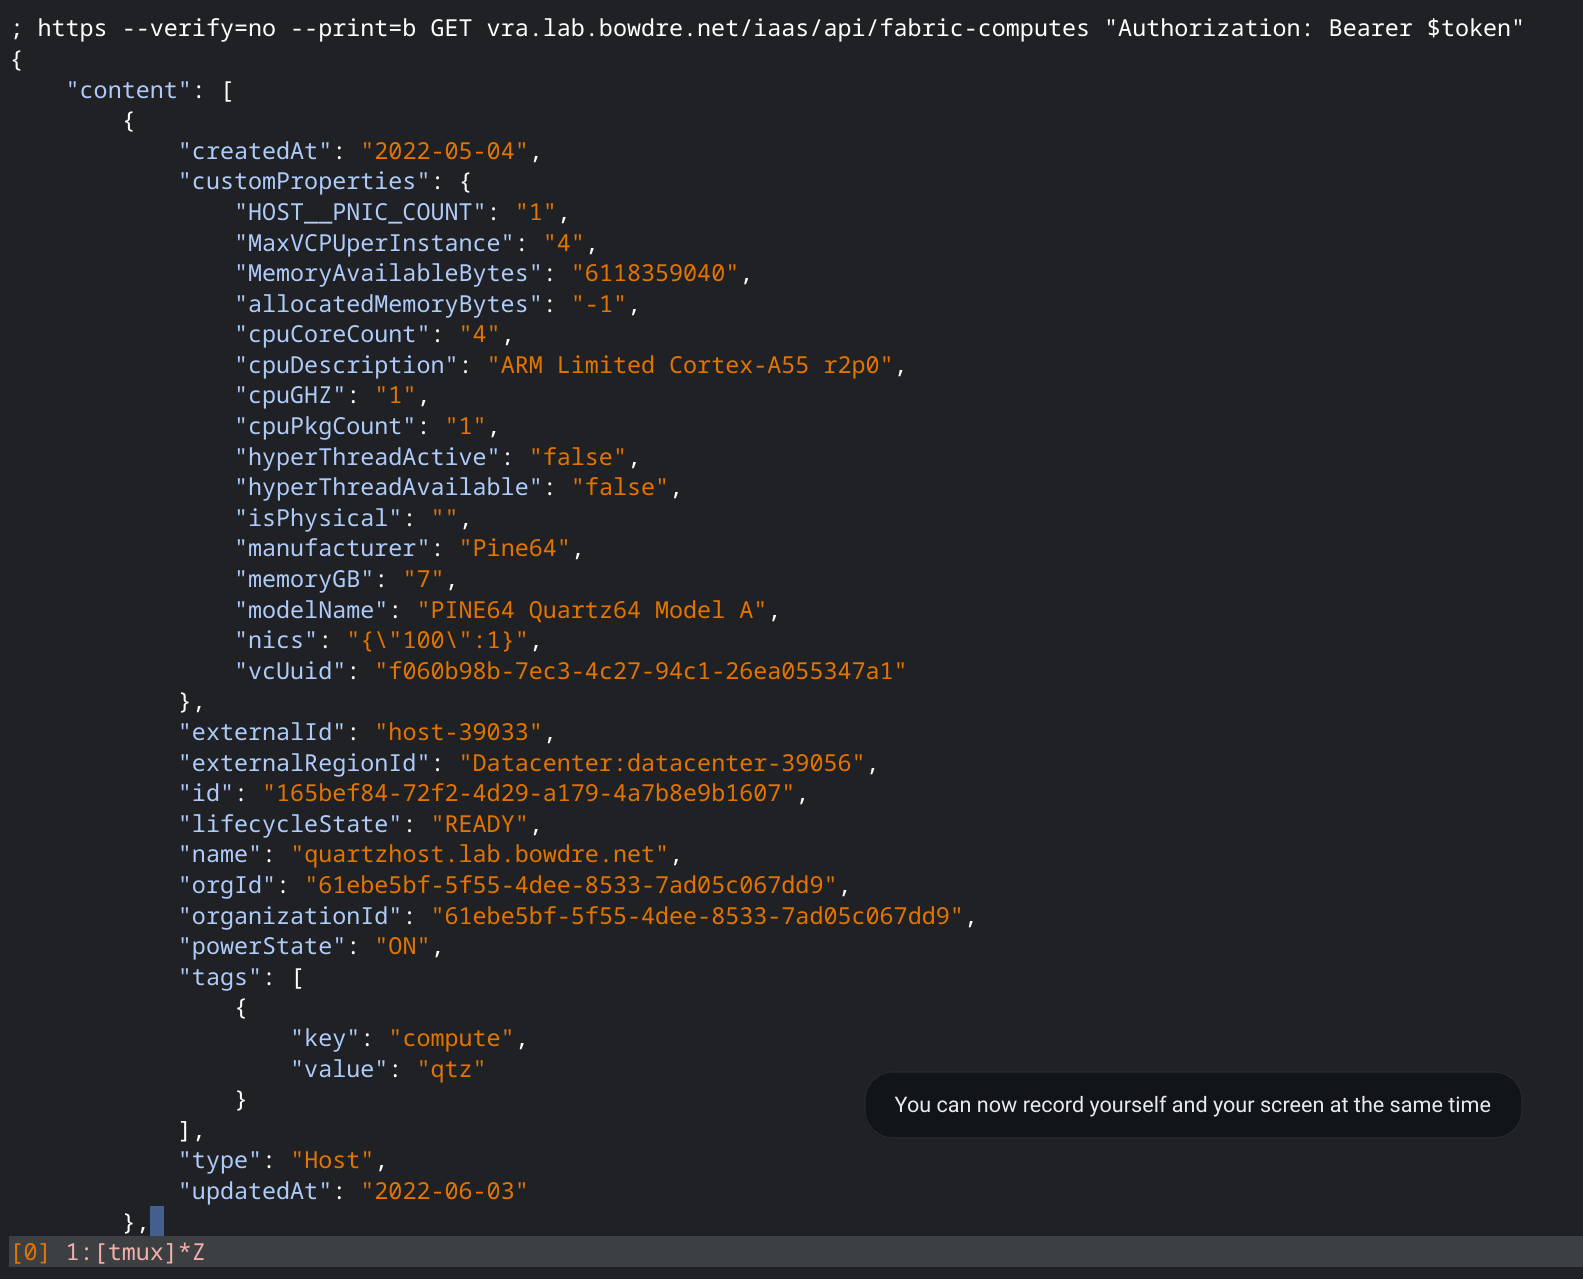 ; https --verify=no --print=b GET vra.lab.bowdre.net/iaas/api/fabric-computes "Authorization: Bearer $token"
{
    "content": [
        {
            "createdAt": "2022-05-04",
            "customProperties": {
                "HOST__PNIC_COUNT": "1",
                "MaxVCPUperInstance": "4",
                "MemoryAvailableBytes": "6118359040",
                "allocatedMemoryBytes": "-1",
                "cpuCoreCount": "4",
                "cpuDescription": "ARM Limited Cortex-A55 r2p0",
                "cpuGHZ": "1",
                "cpuPkgCount": "1",
                "hyperThreadActive": "false",
                "hyperThreadAvailable": "false",
                "isPhysical": "",
                "manufacturer": "Pine64",
                "memoryGB": "7",
                "modelName": "PINE64 Quartz64 Model A",
                "nics": "{\"100\":1}",
                "vcUuid": "f060b98b-7ec3-4c27-94c1-26ea055347a1"
            },
            "externalId": "host-39033",
            "externalRegionId": "Datacenter:datacenter-39056",
            "id": "165bef84-72f2-4d29-a179-4a7b8e9b1607",
            "lifecycleState": "READY",
            "name": "quartzhost.lab.bowdre.net",
            "orgId": "61ebe5bf-5f55-4dee-8533-7ad05c067dd9",
            "organizationId": "61ebe5bf-5f55-4dee-8533-7ad05c067dd9",
            "powerState": "ON",
            "tags": [
                {
                    "key": "compute",
                    "value": "qtz"
                }
You can now record yourself and your screen at the same time
            ],
            "type": "Host",
            "updatedAt": "2022-06-03"
        },
[0] 1:[tmux]*Z